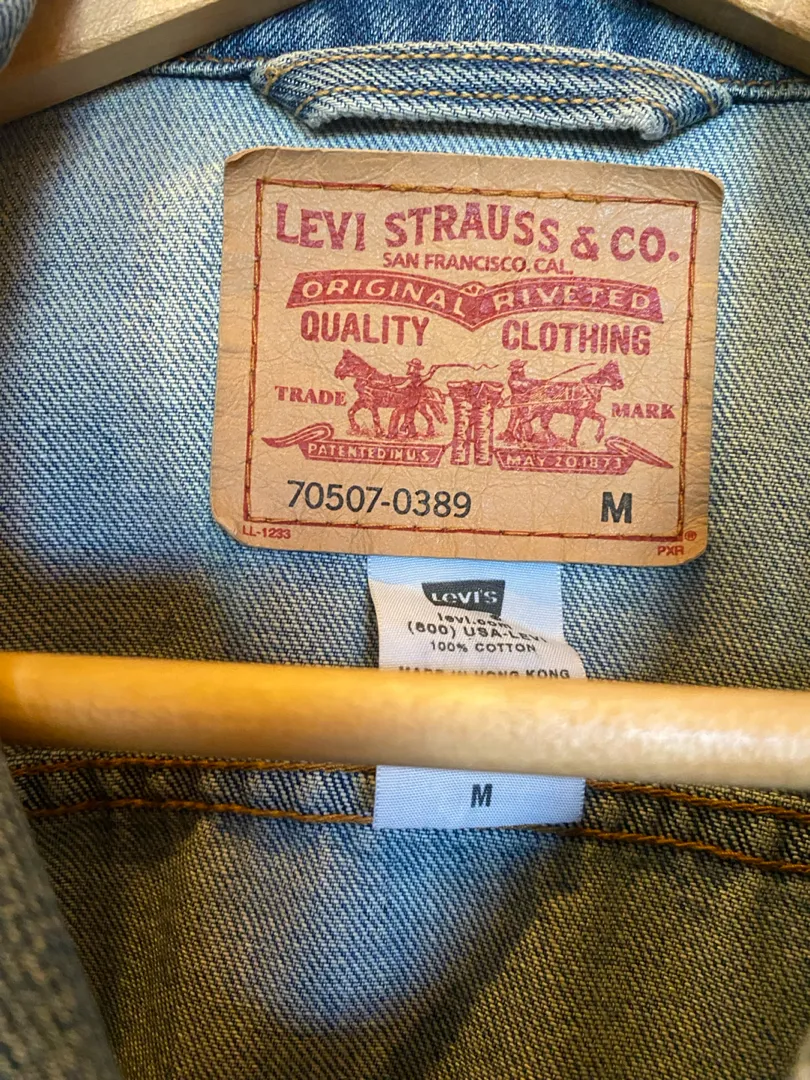 LEVI STRAUSS & CO.
SAN FRANCISCO. CAL.
ORIGINAL RIVETED
QUALITY CLOTHING
TRADE MARK
PATENTED IN U.S. MAY 20.1873
70507-0389 M
LL-1233 PXR ®
LEVI'S
levi.com
(800) USA-LEVI
100% COTTON
MADE IN HONG KONG
M